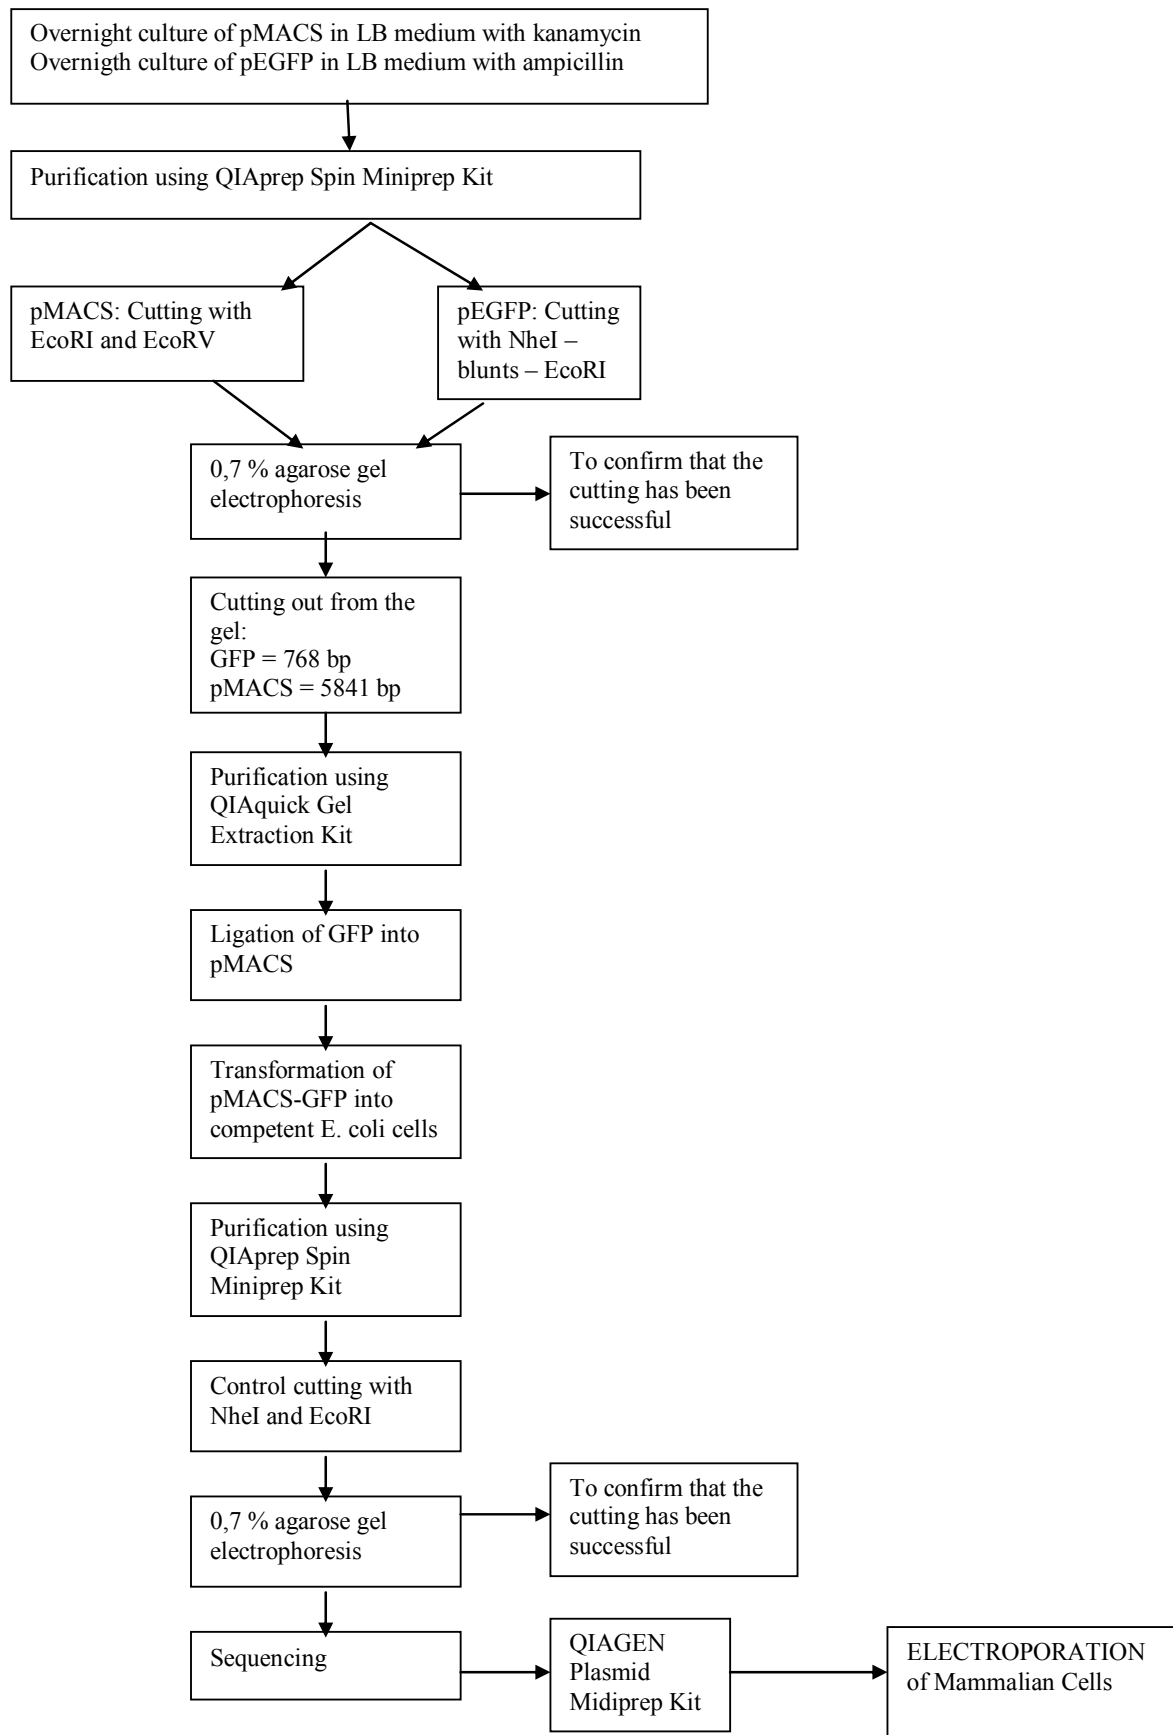 Overnight culture of pMACS in LB medium with kanamycin
Overnigth culture of pEGFP in LB medium with ampicillin
Purification using QIAprep Spin Miniprep Kit
pMACS: Cutting with
EcoRI and EcoRV
pEGFP: Cutting
with NheI –
blunts – EcoRI
0,7 % agarose gel
electrophoresis
To confirm that the
cutting has been
successful
Cutting out from the
gel:
GFP = 768 bp
pMACS = 5841 bp
Purification using
QIAquick Gel
Extraction Kit
Ligation of GFP into
pMACS
Transformation of
pMACS-GFP into
competent E. coli cells
Purification using
QIAprep Spin
Miniprep Kit
Control cutting with
NheI and EcoRI
0,7 % agarose gel
electrophoresis
To confirm that the
cutting has been
successful
Sequencing
QIAGEN
Plasmid
Midiprep Kit
ELECTROPORATION
of Mammalian Cells